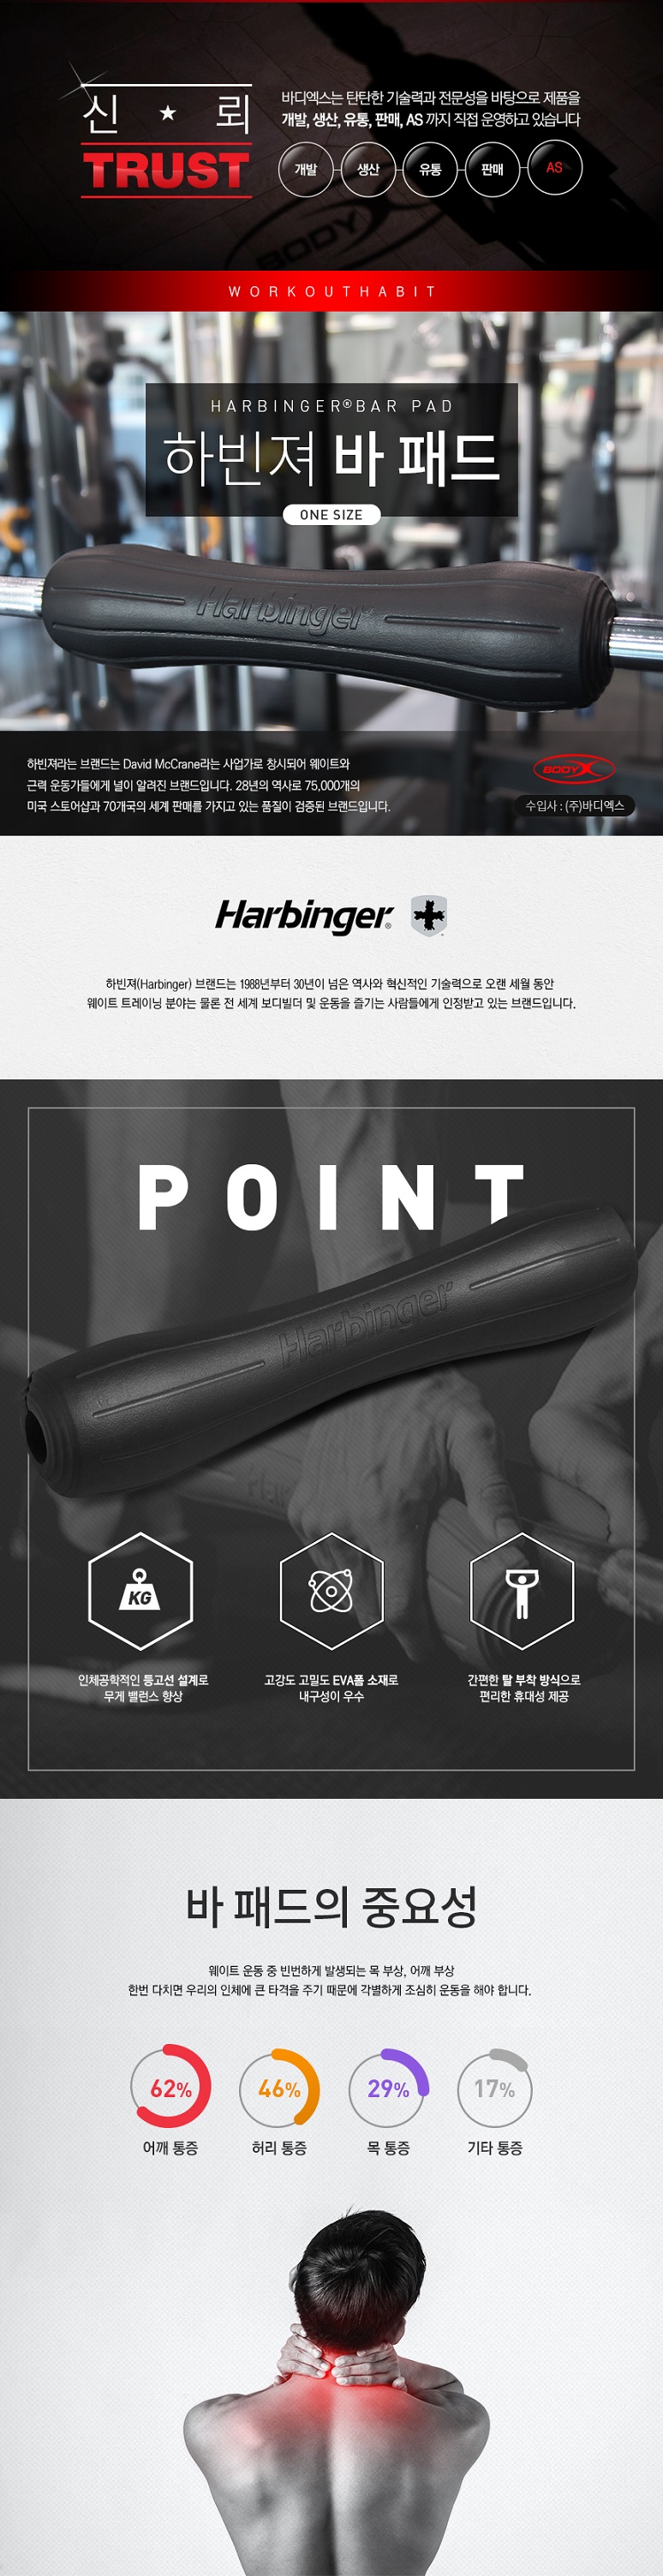 신 ★ 뢰
TRUST
바디엑스는 탄탄한 기술력과 전문성을 바탕으로 제품을
개발, 생산, 유통, 판매, AS 까지 직접 운영하고 있습니다
개발 생산 유통 판매 AS
BODY
WORKOUTHABIT
HARBINGER®BAR PAD
하빈져 바 패드
ONE SIZE
Harbinger
하빈져라는 브랜드는 David McCrane라는 사업가로 창시되어 웨이트와
근력 운동가들에게 널이 알려진 브랜드입니다. 28년의 역사로 75,000개의
미국 스토어샵과 70개국의 세계 판매를 가지고 있는 품질이 검증된 브랜드입니다.
BODYX
수입사 : (주)바디엑스
Harbinger®
하빈져(Harbinger) 브랜드는 1988년부터 30년이 넘은 역사와 혁신적인 기술력으로 오랜 세월 동안
웨이트 트레이닝 분야는 물론 전 세계 보디빌더 및 운동을 즐기는 사람들에게 인정받고 있는 브랜드입니다.
POINT
Harbinger
KG
인체공학적인 등고선 설계로
무게 밸런스 향상
고강도 고밀도 EVA폼 소재로
내구성이 우수
간편한 탈 부착 방식으로
편리한 휴대성 제공
바 패드의 중요성
웨이트 운동 중 빈번하게 발생되는 목 부상, 어깨 부상
한번 다치면 우리의 인체에 큰 타격을 주기 때문에 각별하게 조심히 운동을 해야 합니다.
62% 46% 29% 17%
어깨 통증 허리 통증 목 통증 기타 통증